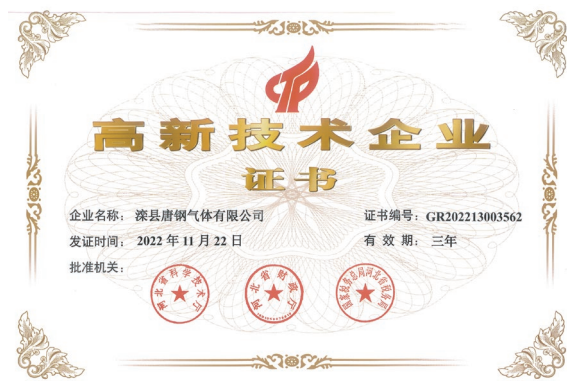 高新技术企业
证书
企业名称：滦县唐钢气体有限公司
证书编号：GR202213003562
发证时间：2022年11月22日
有效期：三年
批准机关：
河北省科学技术厅
河北省财政厅
国家税务总局河北省税务局